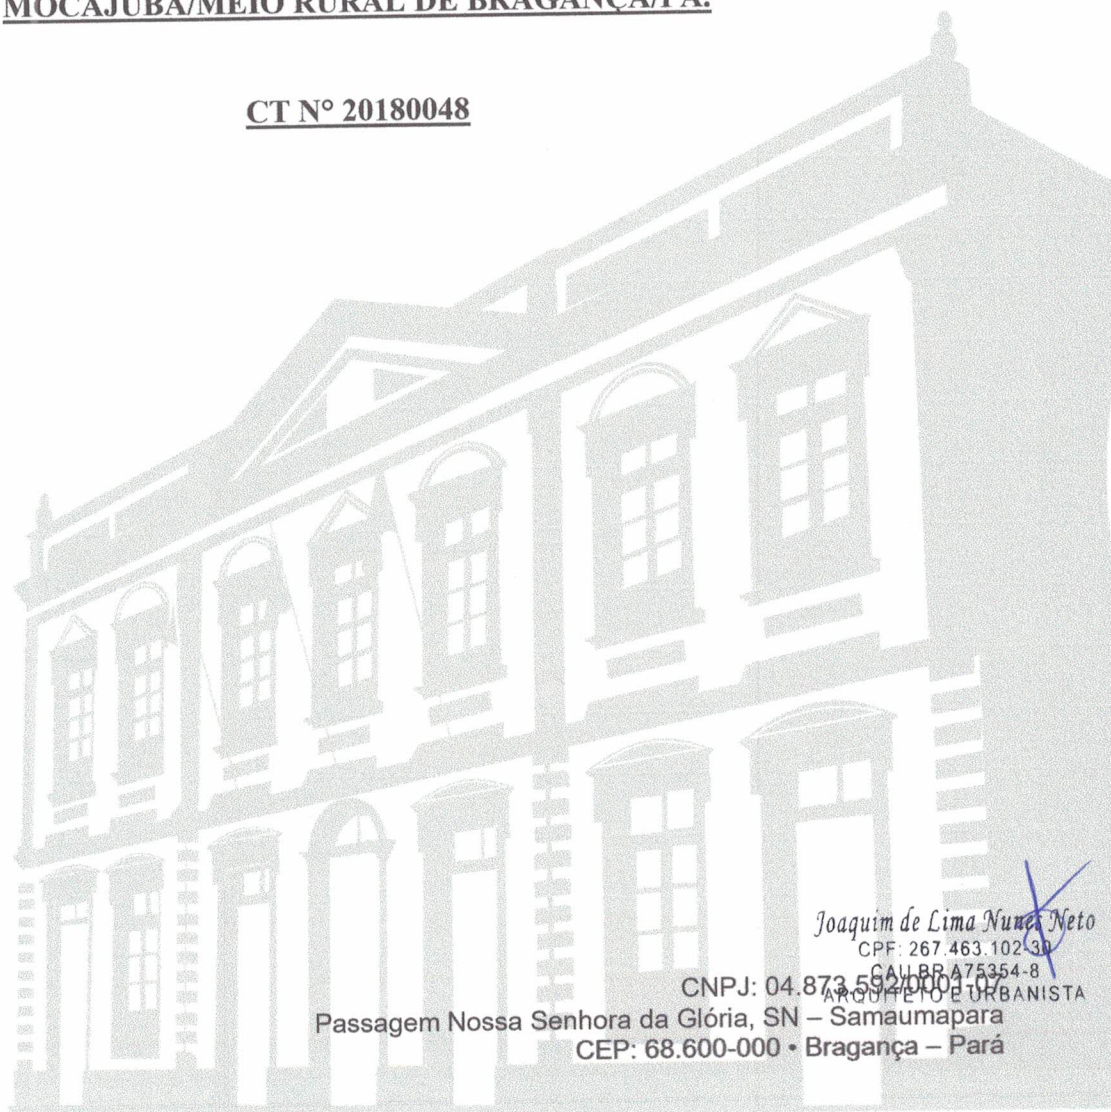 MOCAJUBA/MEIO RURAL DE BRAGANÇA/PA.
CT N° 20180048
Joaquim de Lima Nunes Neto
CPF: 267.463.102-30
CAU BR A75354-8
ARQUITETO E URBANISTA
CNPJ: 04.873.592/0001-07
Passagem Nossa Senhora da Glória, SN – Samaumapara
CEP: 68.600-000 • Bragança – Pará